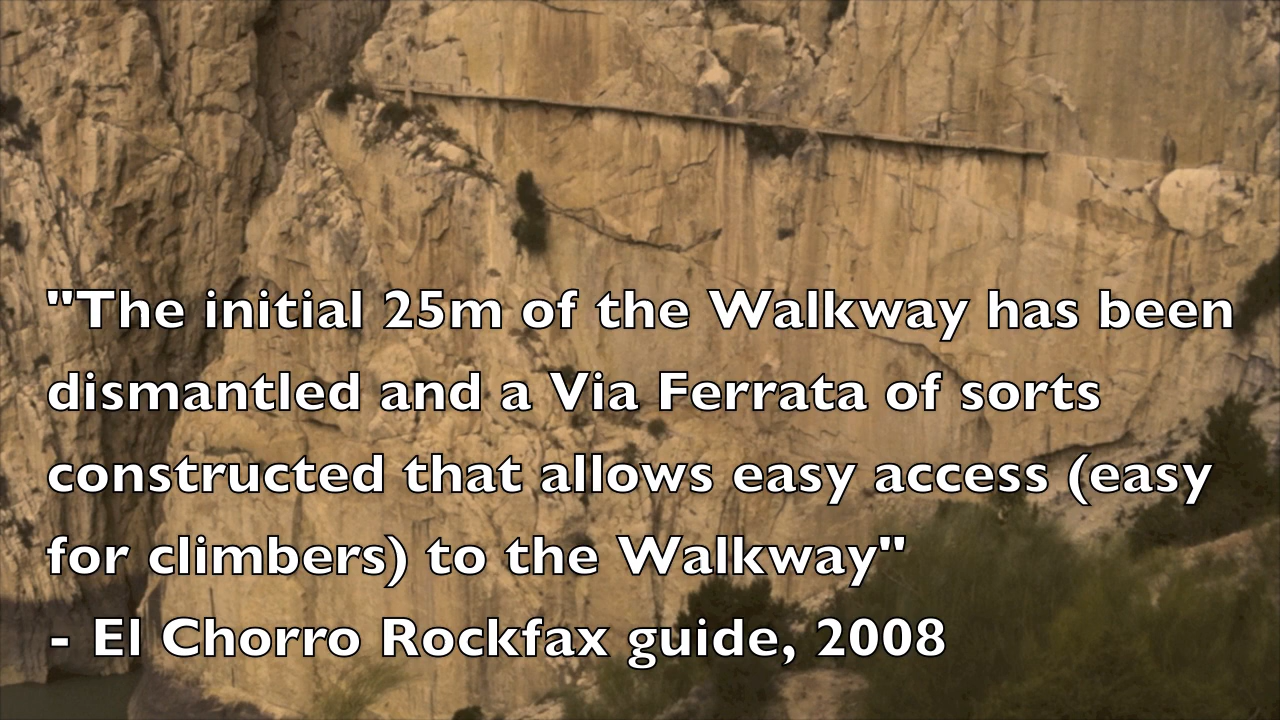 "The initial 25m of the Walkway has been
dismantled and a Via Ferrata of sorts
constructed that allows easy access (easy
for climbers) to the Walkway"
- El Chorro Rockfax guide, 2008